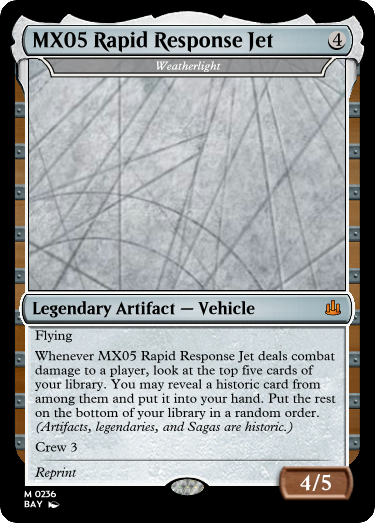 MX05 Rapid Response Jet 4
Weatherlight
Legendary Artifact — Vehicle
Flying
Whenever MX05 Rapid Response Jet deals combat
damage to a player, look at the top five cards of
your library. You may reveal a historic card from
among them and put it into your hand. Put the rest
on the bottom of your library in a random order.
(Artifacts, legendaries, and Sagas are historic.)
Crew 3
Reprint
4/5
M 0236
BAY